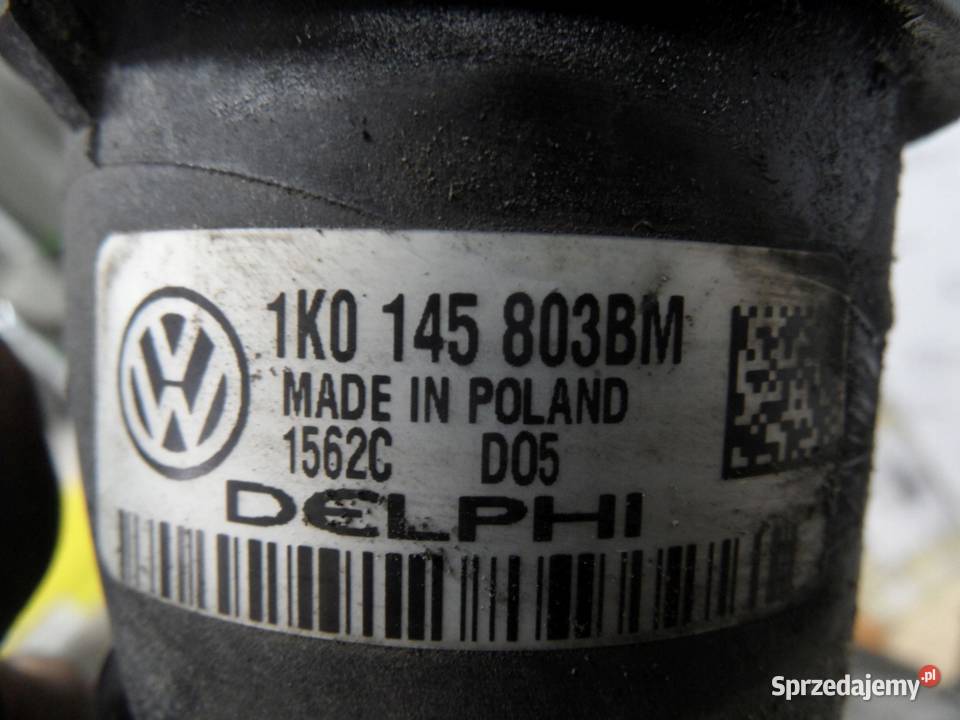 1K0 145 803BM
MADE IN POLAND
1562C D05
DELPHI
Sprzedajemy.pl